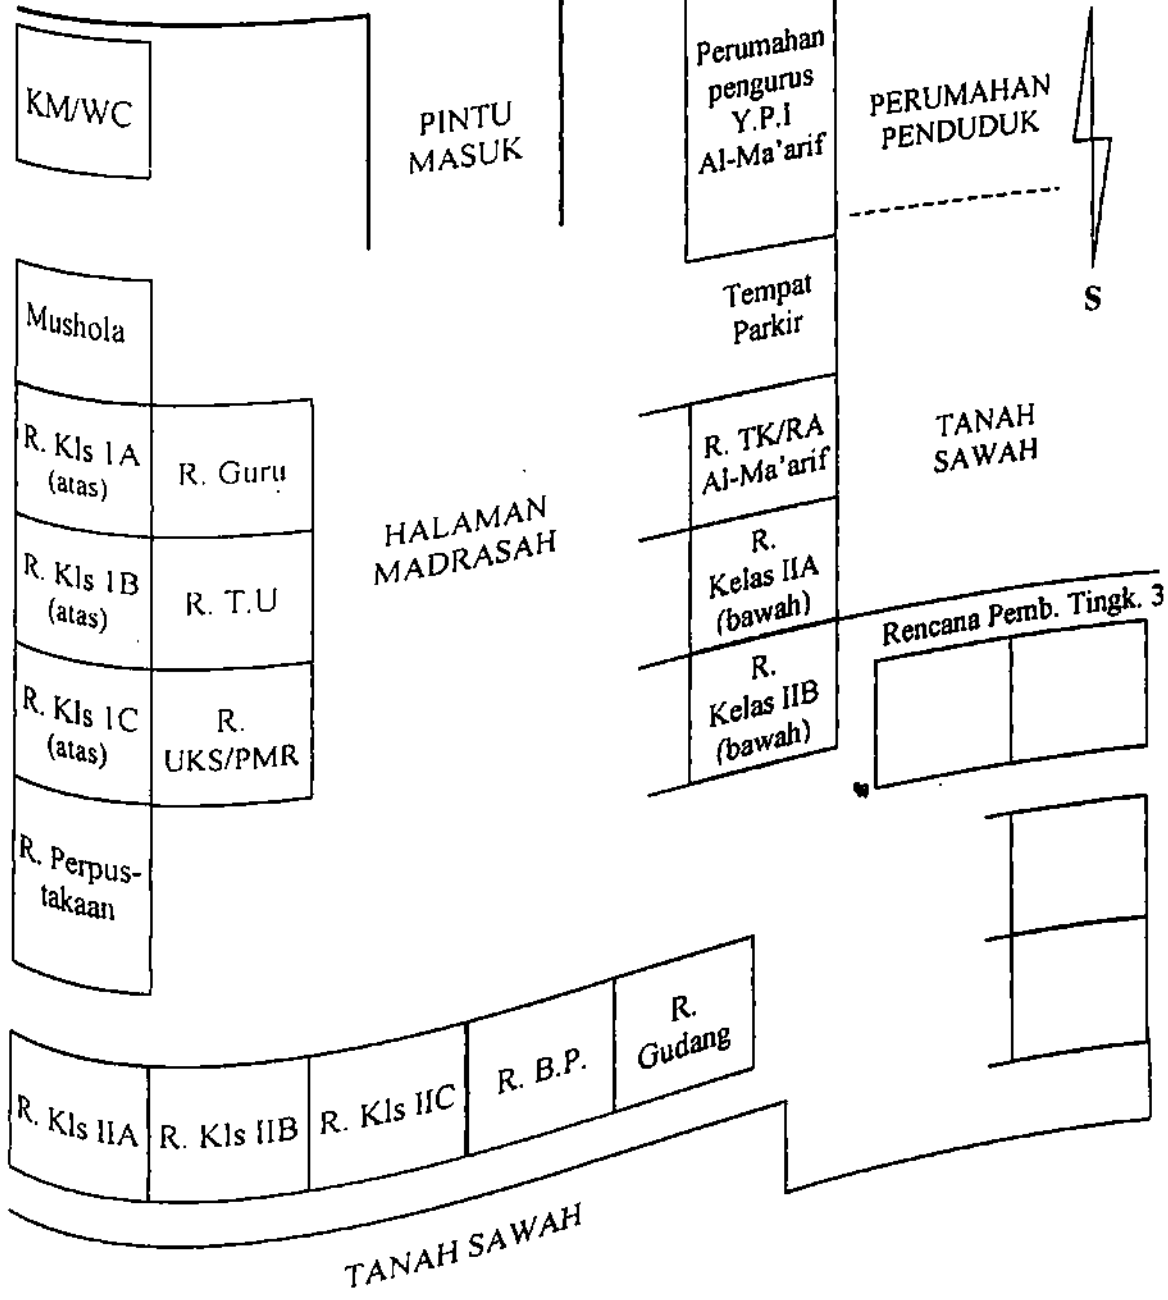 KM/WC
PINTU
MASUK
Perumahan
pengurus
Y.P.I
Al-Ma'arif
PERUMAHAN
PENDUDUK
S
Mushola
Tempat
Parkir
R. Kls 1A
(atas)
R. Guru
R. Kls 1B
(atas)
R. T.U
R. Kls 1C
(atas)
R.
UKS/PMR
R. Perpus-
takaan
HALAMAN
MADRASAH
R. TK/RA
Al-Ma'arif
R.
Kelas IIA
(bawah)
R.
Kelas IIB
(bawah)
TANAH
SAWAH
Rencana Pemb. Tingk. 3
R. Kls IIA
R. Kls IIB
R. Kls IIC
R. B.P.
R.
Gudang
TANAH SAWAH